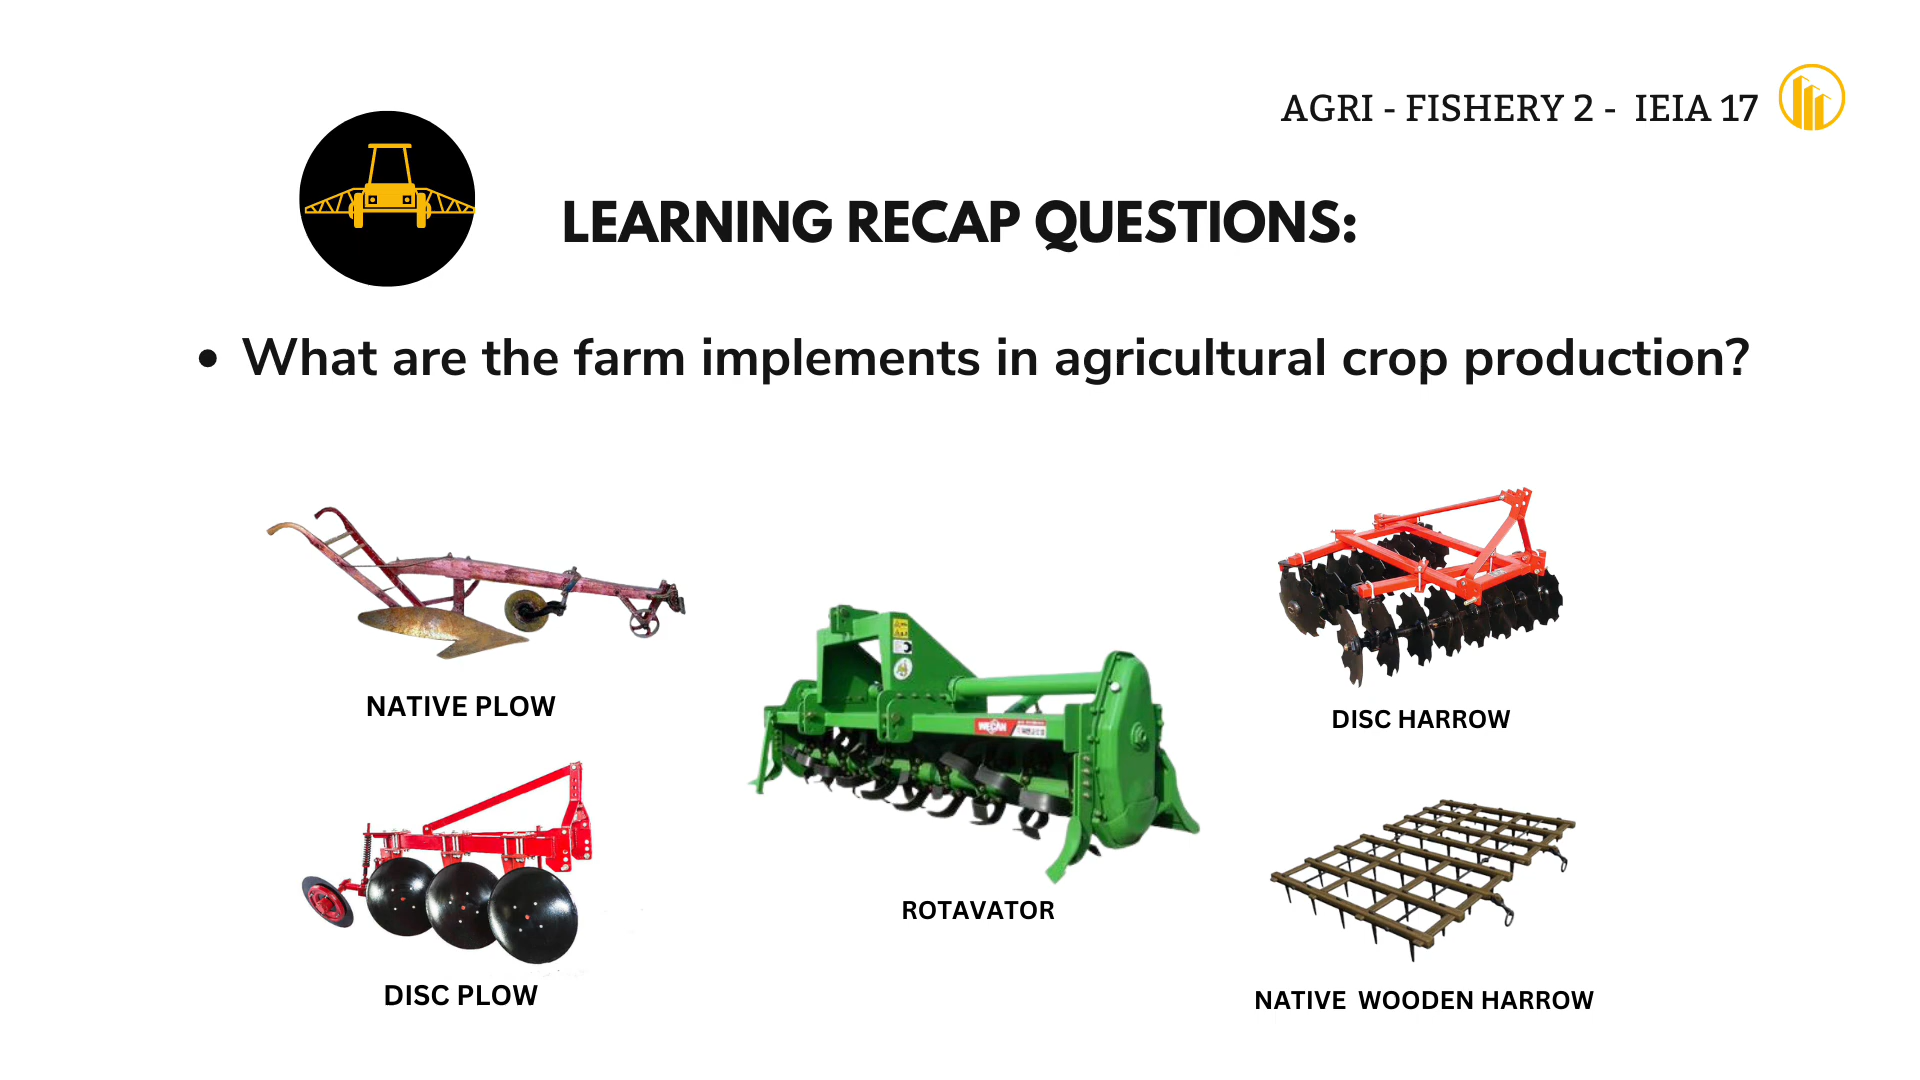 AGRI - FISHERY 2 - IEIA 17
LEARNING RECAP QUESTIONS:
• What are the farm implements in agricultural crop production?
NATIVE PLOW
DISC HARROW
WECAN
ROTAVATOR
DISC PLOW
NATIVE WOODEN HARROW